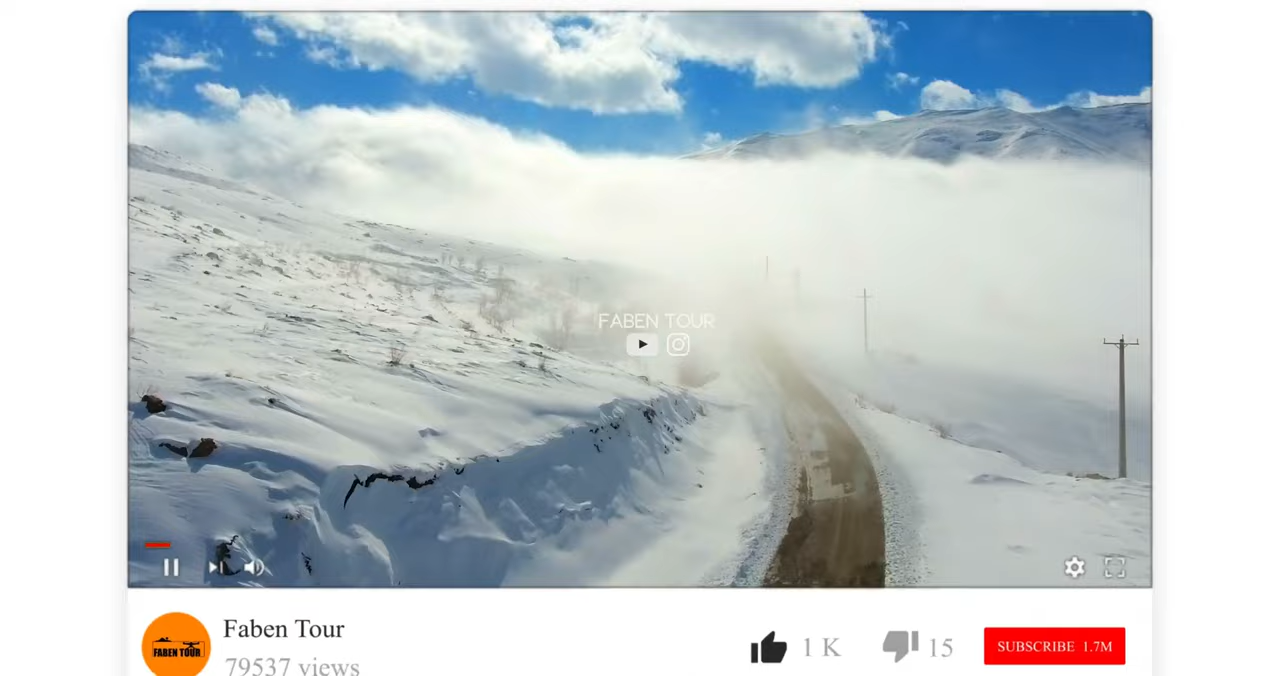 FABEN TOUR
FABEN TOUR
Faben Tour
79537 views
1 K
15
SUBSCRIBE 1.7M